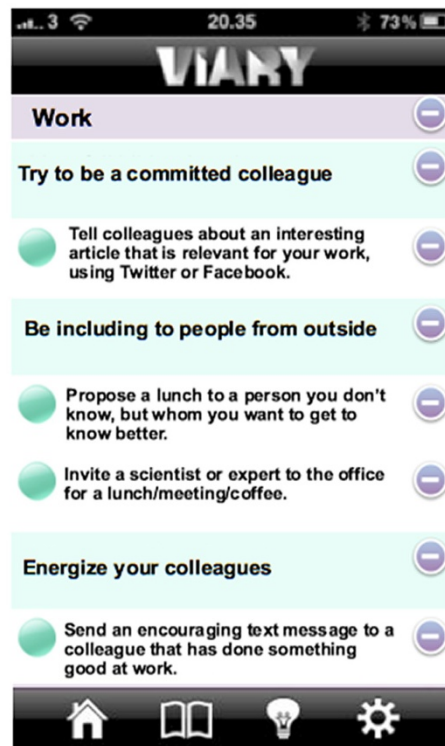 3 20.35 73%
VIARY
Work
Try to be a committed colleague
Tell colleagues about an interesting
article that is relevant for your work,
using Twitter or Facebook.
Be including to people from outside
Propose a lunch to a person you don't
know, but whom you want to get to
know better.
Invite a scientist or expert to the office
for a lunch/meeting/coffee.
Energize your colleagues
Send an encouraging text message to a
colleague that has done something
good at work.